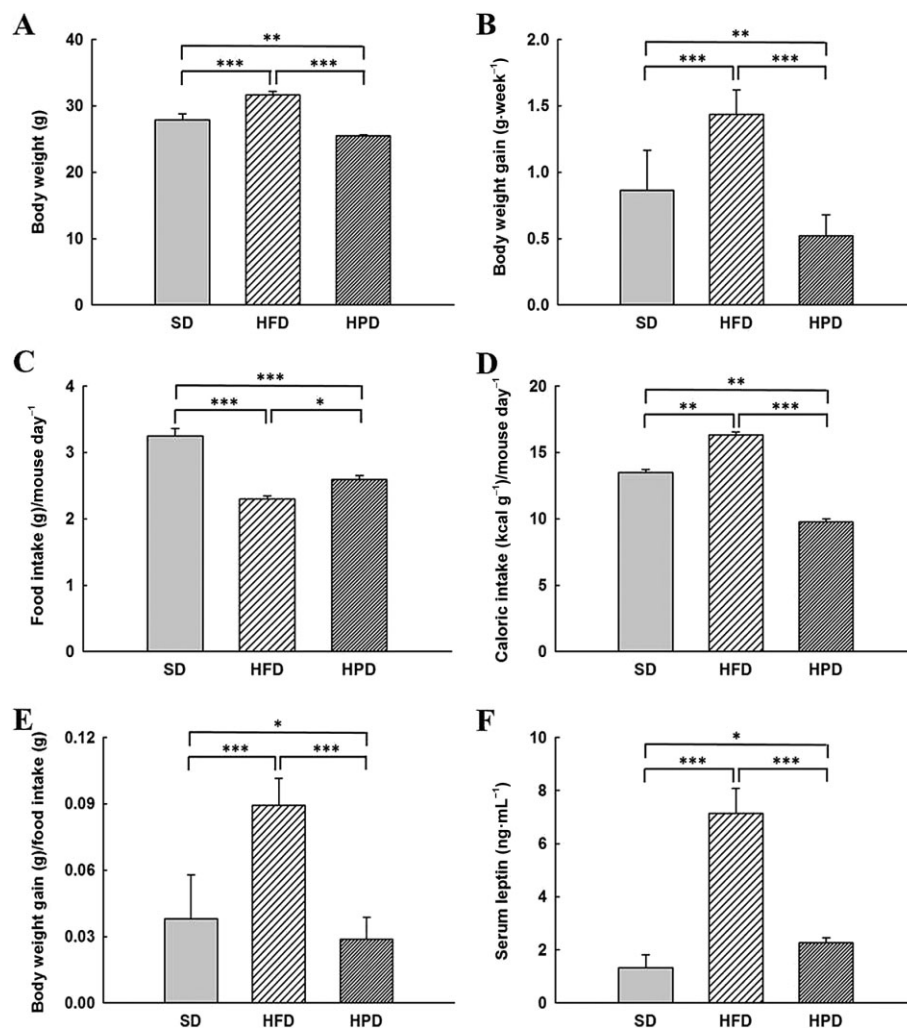 A
Body weight (g)
40
30
20
10
0
**
***
***
SD HFD HPD
B
Body weight gain (g·week⁻¹)
2.0
1.5
1.0
0.5
0.0
**
***
***
SD HFD HPD
C
Food intake (g)/mouse day⁻¹
4
3
2
1
0
***
***
*
SD HFD HPD
D
Caloric intake (kcal g⁻¹)/mouse day⁻¹
20
15
10
5
0
**
**
***
SD HFD HPD
E
Body weight gain (g)/food intake (g)
0.12
0.09
0.06
0.03
0.00
*
***
***
SD HFD HPD
F
Serum leptin (ng·mL⁻¹)
10
8
6
4
2
0
*
***
***
SD HFD HPD